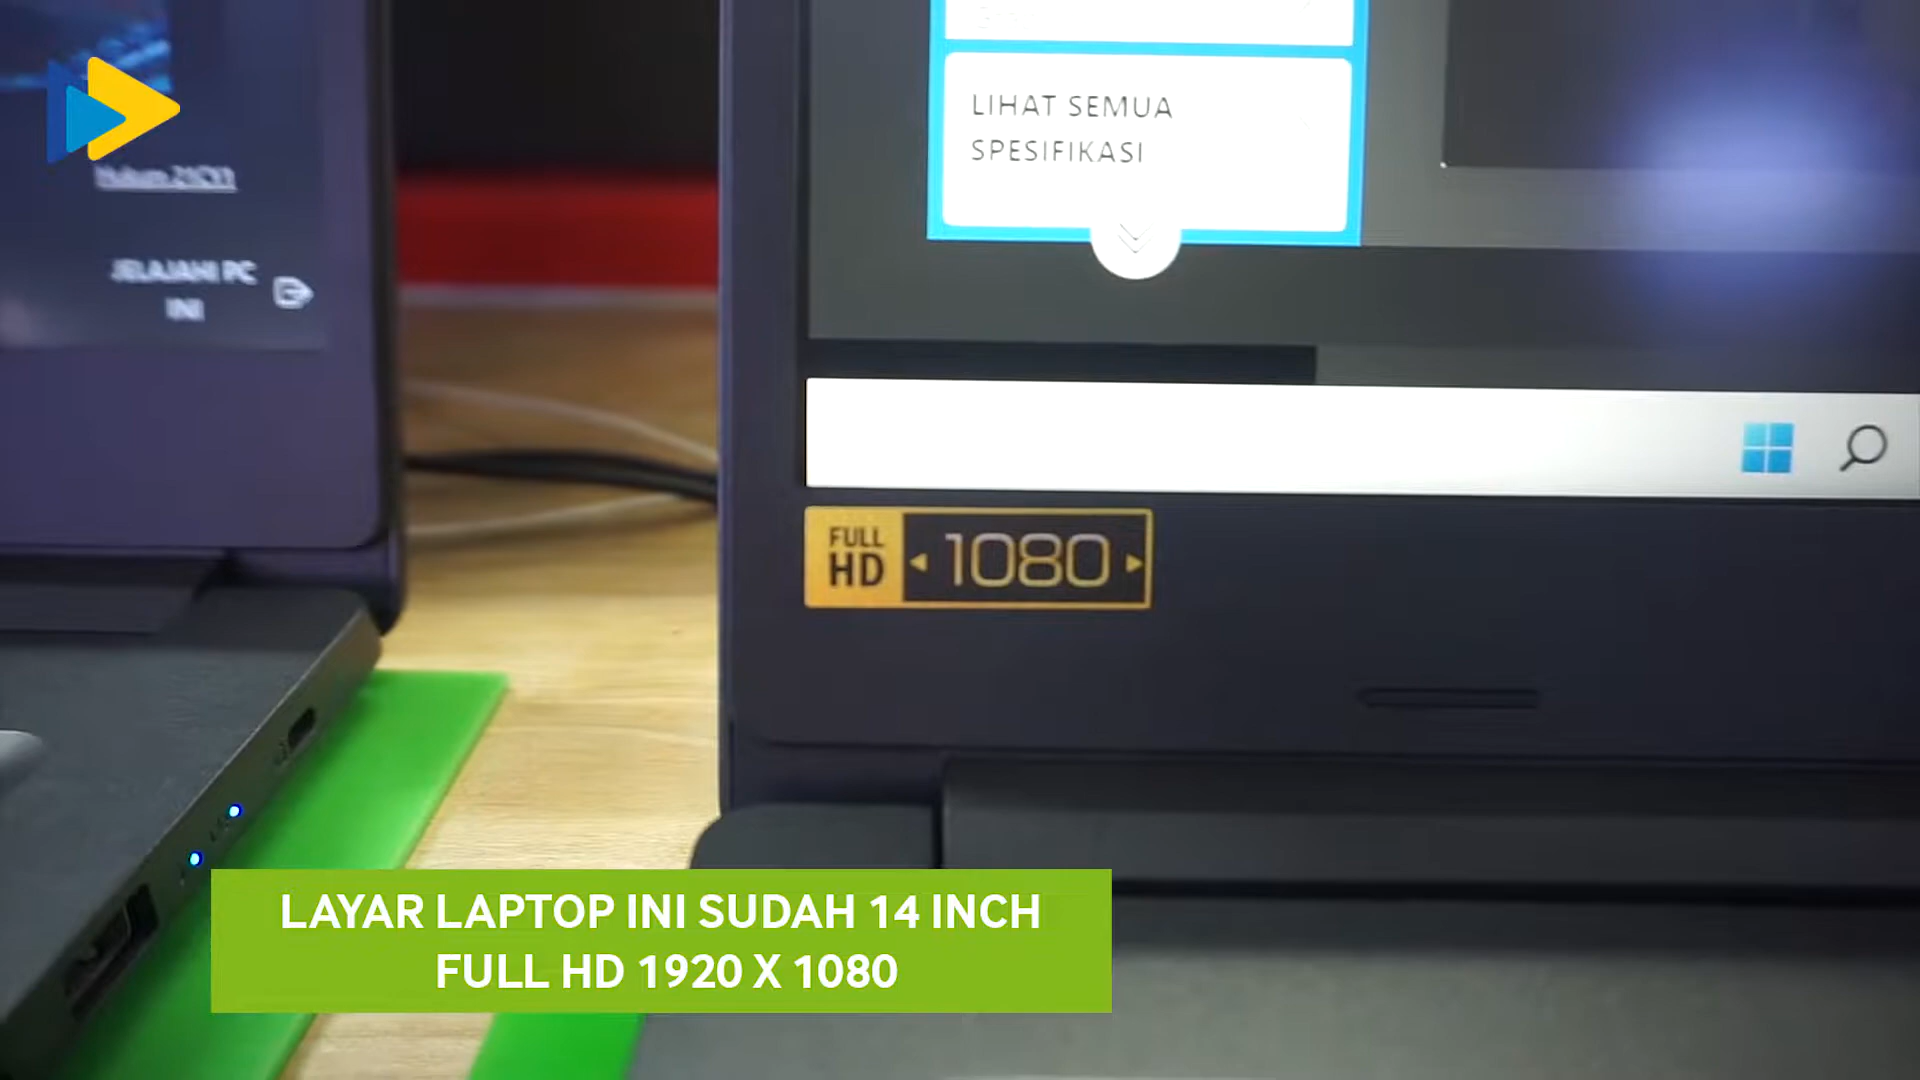 JELAJAHI PC
INI
LIHAT SEMUA
SPESIFIKASI
FULL
HD
1080
LAYAR LAPTOP INI SUDAH 14 INCH
FULL HD 1920 X 1080